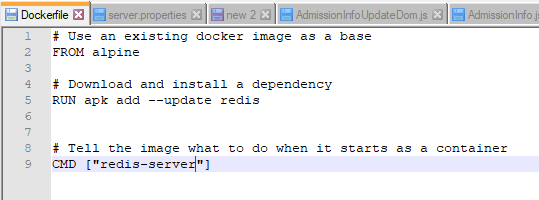 Dockerfile server.properties new 2 AdmissionInfoUpdateDom.js AdmissionInfo.js
1 # Use an existing docker image as a base
2 FROM alpine
3
4 # Download and install a dependency
5 RUN apk add --update redis
6
7
8 # Tell the image what to do when it starts as a container
9 CMD ["redis-server"]